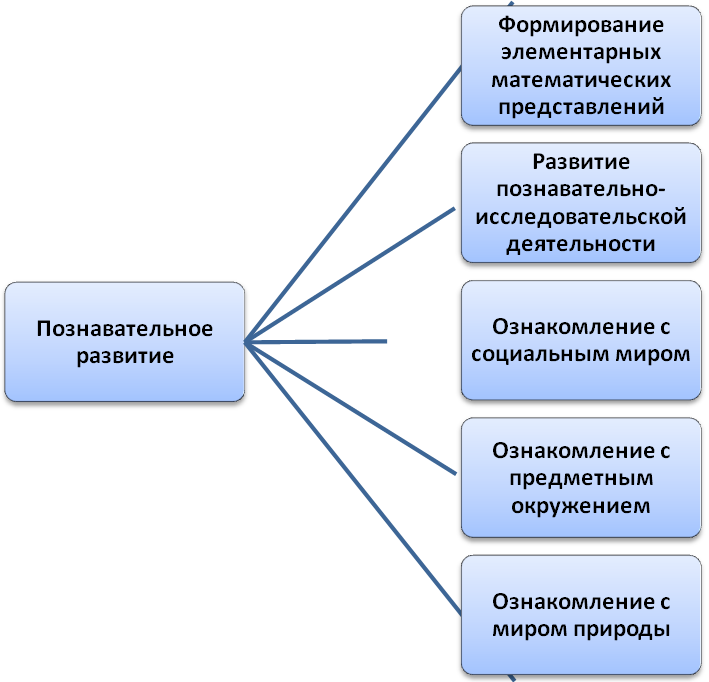 Формирование
элементарных
математических
представлений
Развитие
познавательно-
исследовательской
деятельности
Познавательное
развитие
Ознакомление с
социальным миром
Ознакомление с
предметным
окружением
Ознакомление с
миром природы